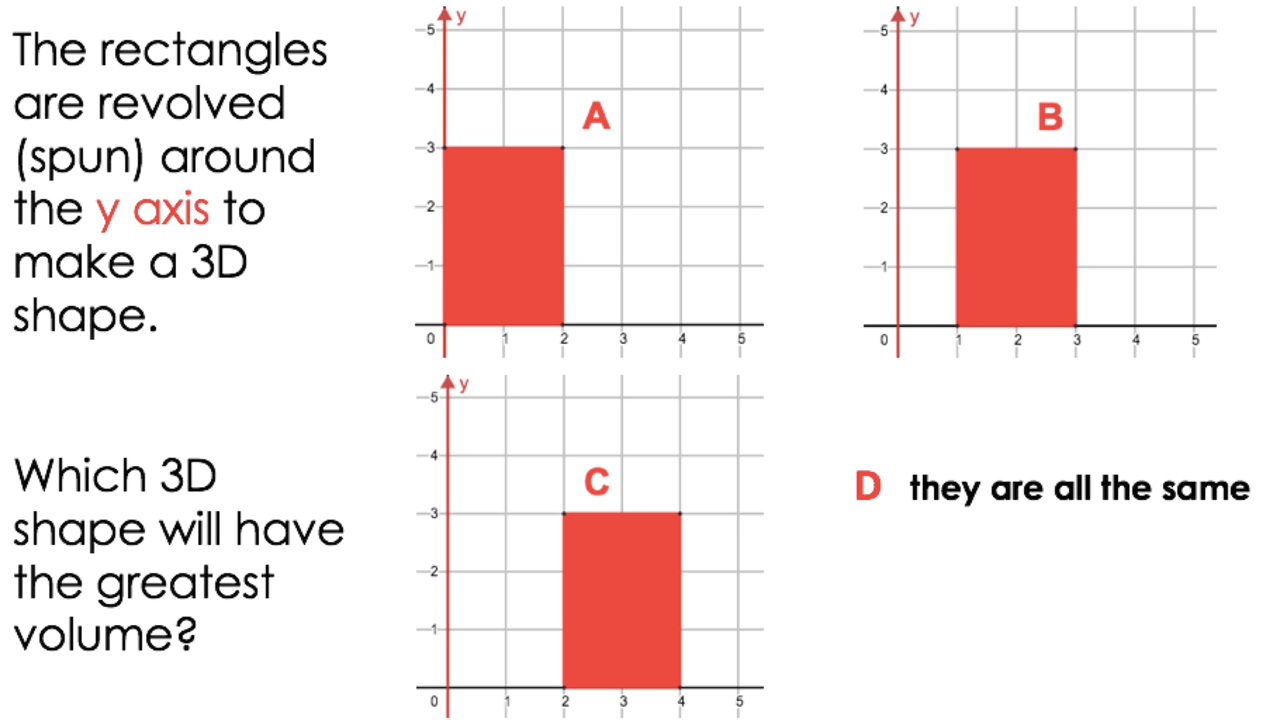 The rectangles
are revolved
(spun) around
the y axis to
make a 3D
shape.
Which 3D
shape will have
the greatest
volume?
y
5
4
3
2
1
0
1
2
3
4
5
A
y
5
4
3
2
1
0
1
2
3
4
5
B
y
5
4
3
2
1
0
1
2
3
4
5
C
D they are all the same